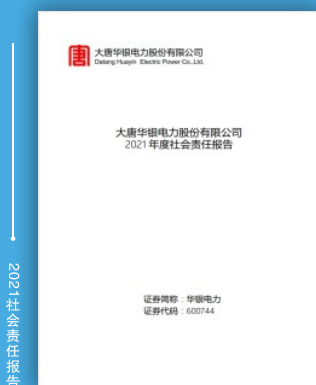 唐
大唐华银电力股份有限公司
Datang Huayin Electric Power Co.,Ltd.
大唐华银电力股份有限公司
2021年度社会责任报告
证券简称：华银电力
证券代码：600744
2021社会责任报告